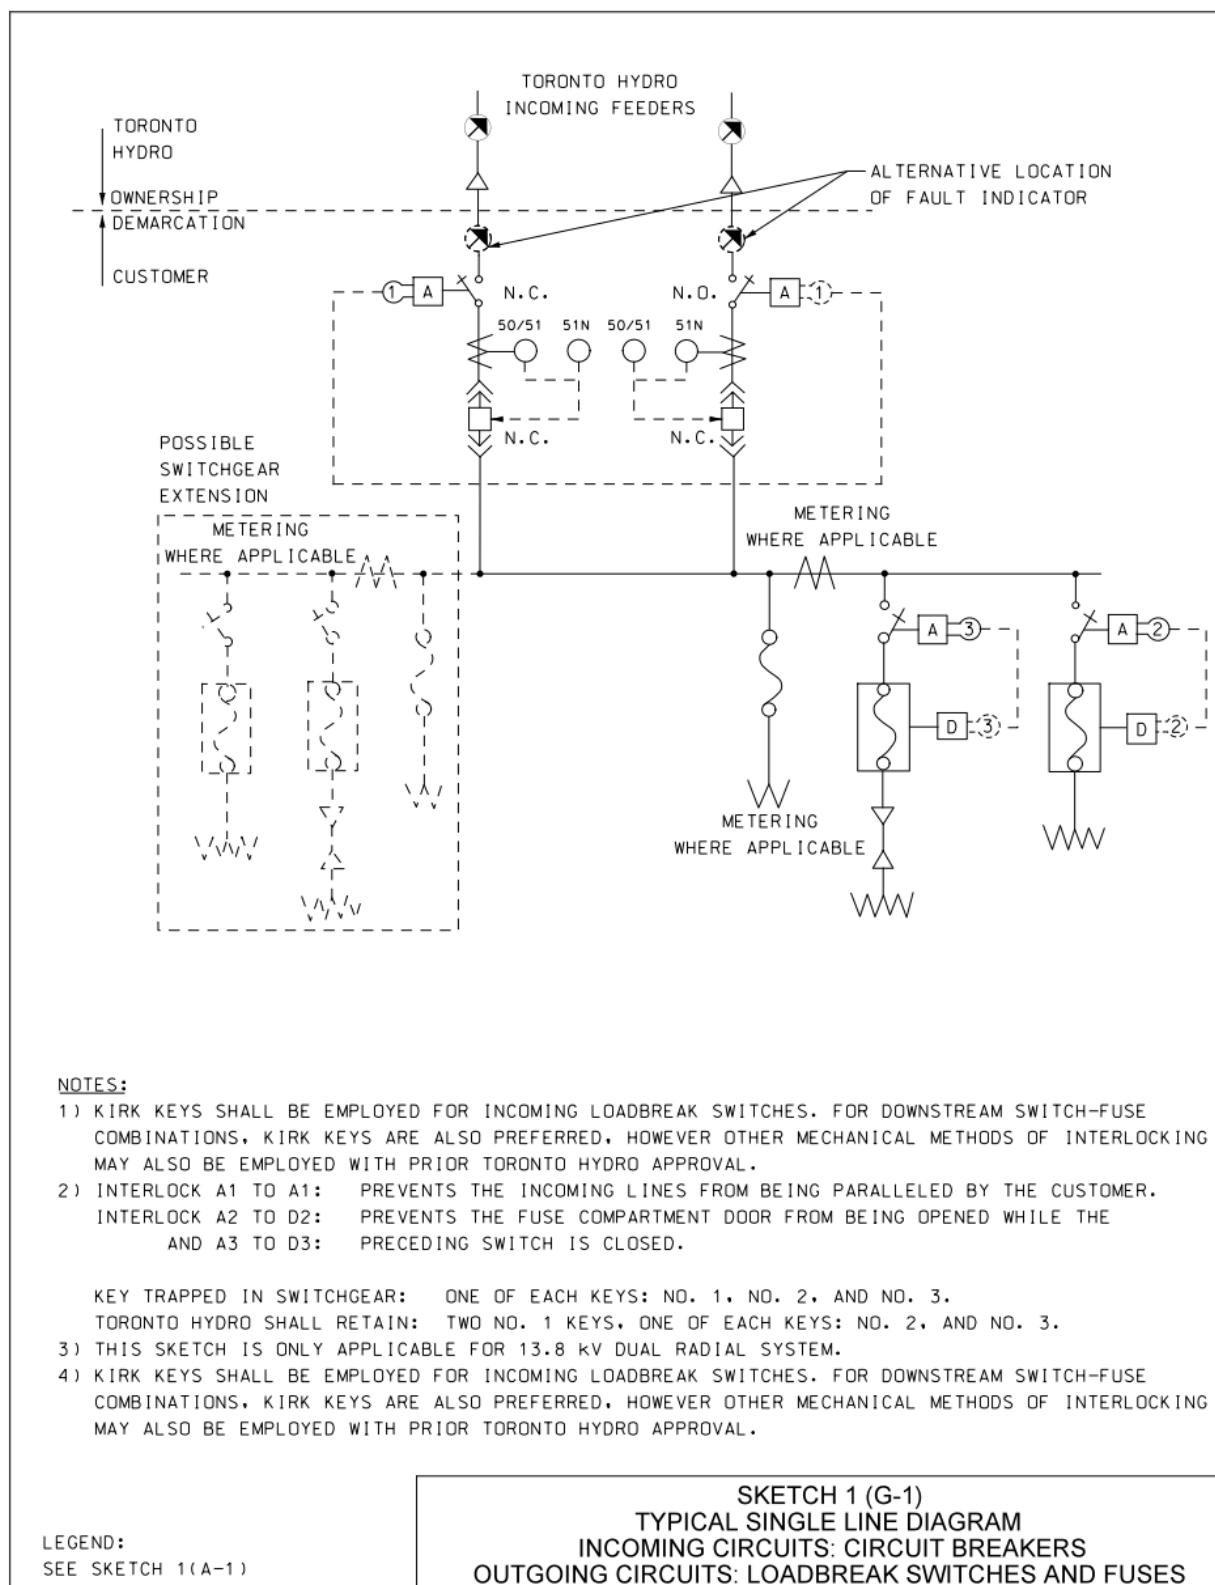 TORONTO HYDRO
INCOMING FEEDERS
TORONTO
HYDRO
ALTERNATIVE LOCATION
OF FAULT INDICATOR
OWNERSHIP
DEMARCATION
CUSTOMER
1 A N.C. N.O. A 1
50/51 51N 50/51 51N
N.C. N.C.
POSSIBLE
SWITCHGEAR
EXTENSION
METERING
WHERE APPLICABLE
METERING
WHERE APPLICABLE
A 3 A 2
D 3 D 2
METERING
WHERE APPLICABLE
NOTES:
1) KIRK KEYS SHALL BE EMPLOYED FOR INCOMING LOADBREAK SWITCHES. FOR DOWNSTREAM SWITCH-FUSE
COMBINATIONS, KIRK KEYS ARE ALSO PREFERRED, HOWEVER OTHER MECHANICAL METHODS OF INTERLOCKING
MAY ALSO BE EMPLOYED WITH PRIOR TORONTO HYDRO APPROVAL.
2) INTERLOCK A1 TO A1: PREVENTS THE INCOMING LINES FROM BEING PARALLELED BY THE CUSTOMER.
INTERLOCK A2 TO D2: PREVENTS THE FUSE COMPARTMENT DOOR FROM BEING OPENED WHILE THE
AND A3 TO D3: PRECEDING SWITCH IS CLOSED.
KEY TRAPPED IN SWITCHGEAR: ONE OF EACH KEYS: NO. 1, NO. 2, AND NO. 3.
TORONTO HYDRO SHALL RETAIN: TWO NO. 1 KEYS, ONE OF EACH KEYS: NO. 2, AND NO. 3.
3) THIS SKETCH IS ONLY APPLICABLE FOR 13.8 kV DUAL RADIAL SYSTEM.
4) KIRK KEYS SHALL BE EMPLOYED FOR INCOMING LOADBREAK SWITCHES. FOR DOWNSTREAM SWITCH-FUSE
COMBINATIONS, KIRK KEYS ARE ALSO PREFERRED, HOWEVER OTHER MECHANICAL METHODS OF INTERLOCKING
MAY ALSO BE EMPLOYED WITH PRIOR TORONTO HYDRO APPROVAL.
LEGEND:
SEE SKETCH 1(A-1)
SKETCH 1 (G-1)
TYPICAL SINGLE LINE DIAGRAM
INCOMING CIRCUITS: CIRCUIT BREAKERS
OUTGOING CIRCUITS: LOADBREAK SWITCHES AND FUSES